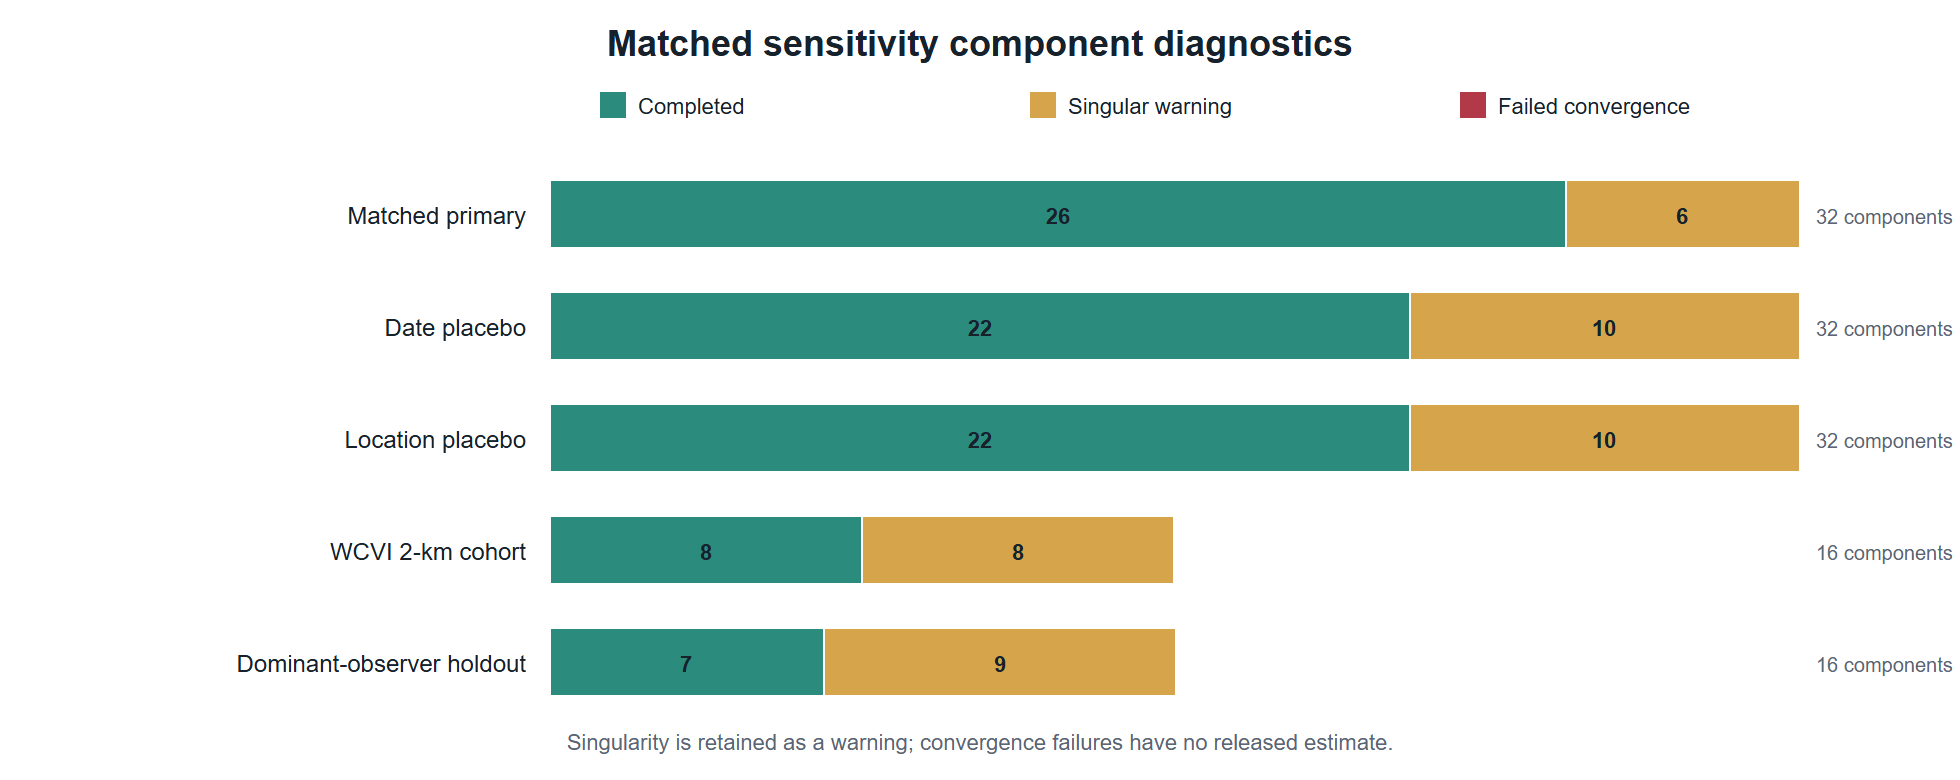 Matched sensitivity component diagnostics
Completed Singular warning Failed convergence
Matched primary 26 6 32 components
Date placebo 22 10 32 components
Location placebo 22 10 32 components
WCVI 2-km cohort 8 8 16 components
Dominant-observer holdout 7 9 16 components
Singularity is retained as a warning; convergence failures have no released estimate.